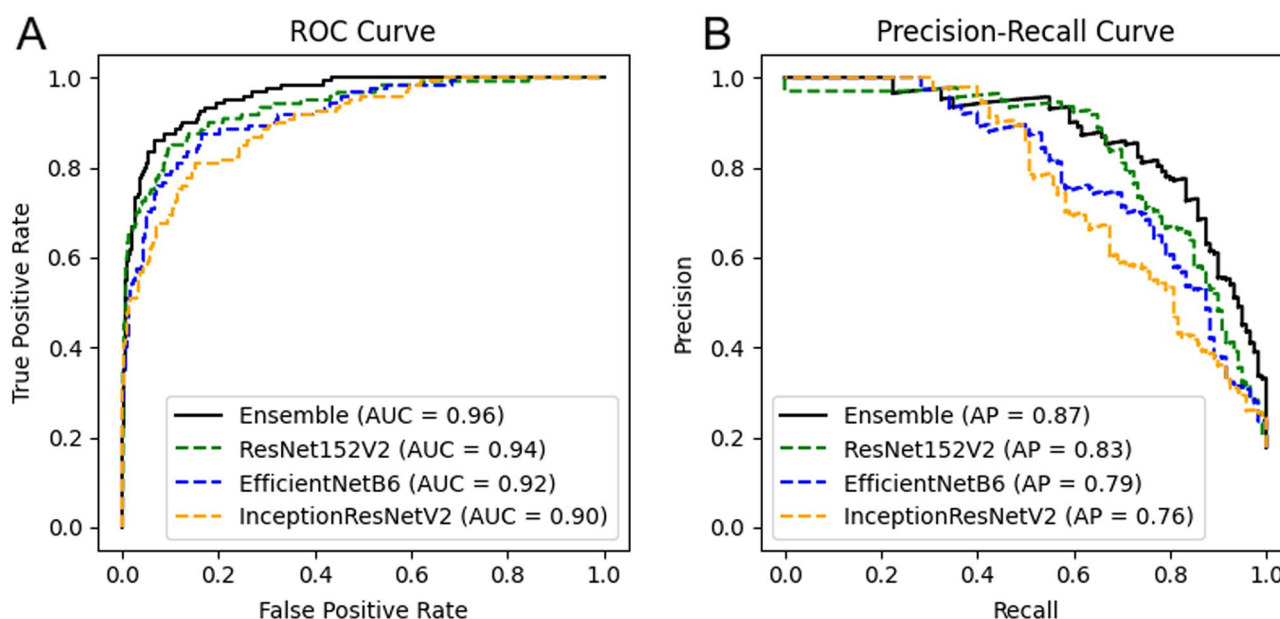 A
ROC Curve
True Positive Rate
1.0
0.8
0.6
0.4
0.2
0.0
Ensemble (AUC = 0.96)
ResNet152V2 (AUC = 0.94)
EfficientNetB6 (AUC = 0.92)
InceptionResNetV2 (AUC = 0.90)
0.0 0.2 0.4 0.6 0.8 1.0
False Positive Rate
B
Precision-Recall Curve
Precision
1.0
0.8
0.6
0.4
0.2
0.0
Ensemble (AP = 0.87)
ResNet152V2 (AP = 0.83)
EfficientNetB6 (AP = 0.79)
InceptionResNetV2 (AP = 0.76)
0.0 0.2 0.4 0.6 0.8 1.0
Recall